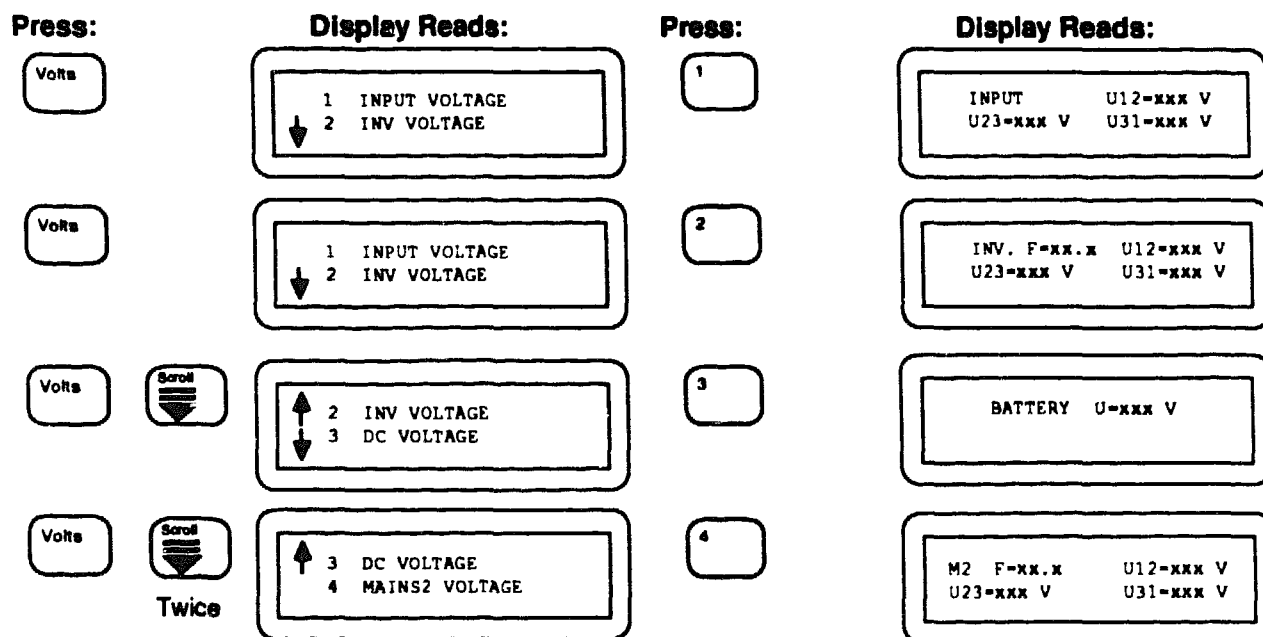 Press: Display Reads: Press: Display Reads:
Volts
1 INPUT VOLTAGE
2 INV VOLTAGE
1
INPUT U12=xxx V
U23=xxx V U31=xxx V
Volts
1 INPUT VOLTAGE
2 INV VOLTAGE
2
INV. F=xx.x U12=xxx V
U23=xxx V U31=xxx V
Volts Scroll
2 INV VOLTAGE
3 DC VOLTAGE
3
BATTERY U=xxx V
Volts Scroll
Twice
3 DC VOLTAGE
4 MAINS2 VOLTAGE
4
M2 F=xx.x U12=xxx V
U23=xxx V U31=xxx V